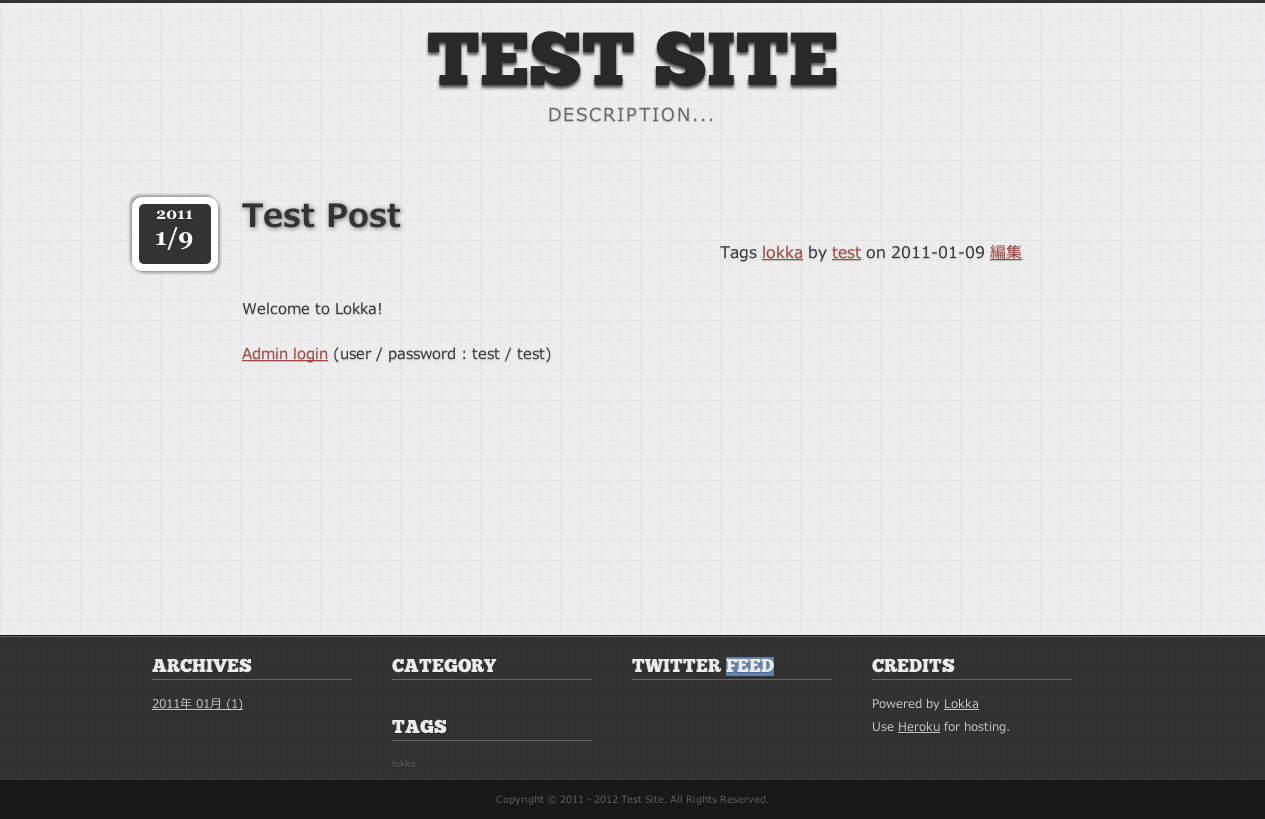 TEST SITE
DESCRIPTION...
2011
1/9
Test Post
Tags lokka by test on 2011-01-09 編集
Welcome to Lokka!
Admin login (user / password : test / test)
ARCHIVES
2011年 01月 (1)
CATEGORY
TAGS
lokka
TWITTER FEED
CREDITS
Powered by Lokka
Use Heroku for hosting.
Copyright © 2011 - 2012 Test Site. All Rights Reserved.